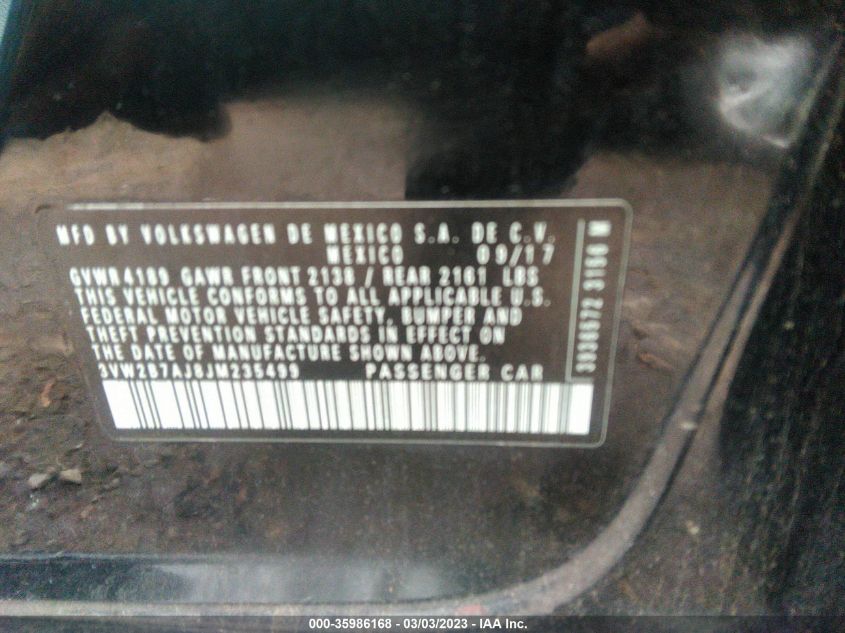 MFD BY VOLKSWAGEN DE MEXICO S.A. DE C.V.
MEXICO 09/17
GVWR 4189 GAWR FRONT 2138 / REAR 2161 LBS
THIS VEHICLE CONFORMS TO ALL APPLICABLE U.S.
FEDERAL MOTOR VEHICLE SAFETY, BUMPER AND
THEFT PREVENTION STANDARDS IN EFFECT ON
THE DATE OF MANUFACTURE SHOWN ABOVE.
3VW2B7AJ8JM235499 PASSENGER CAR
000-35986168 - 03/03/2023 - IAA Inc.